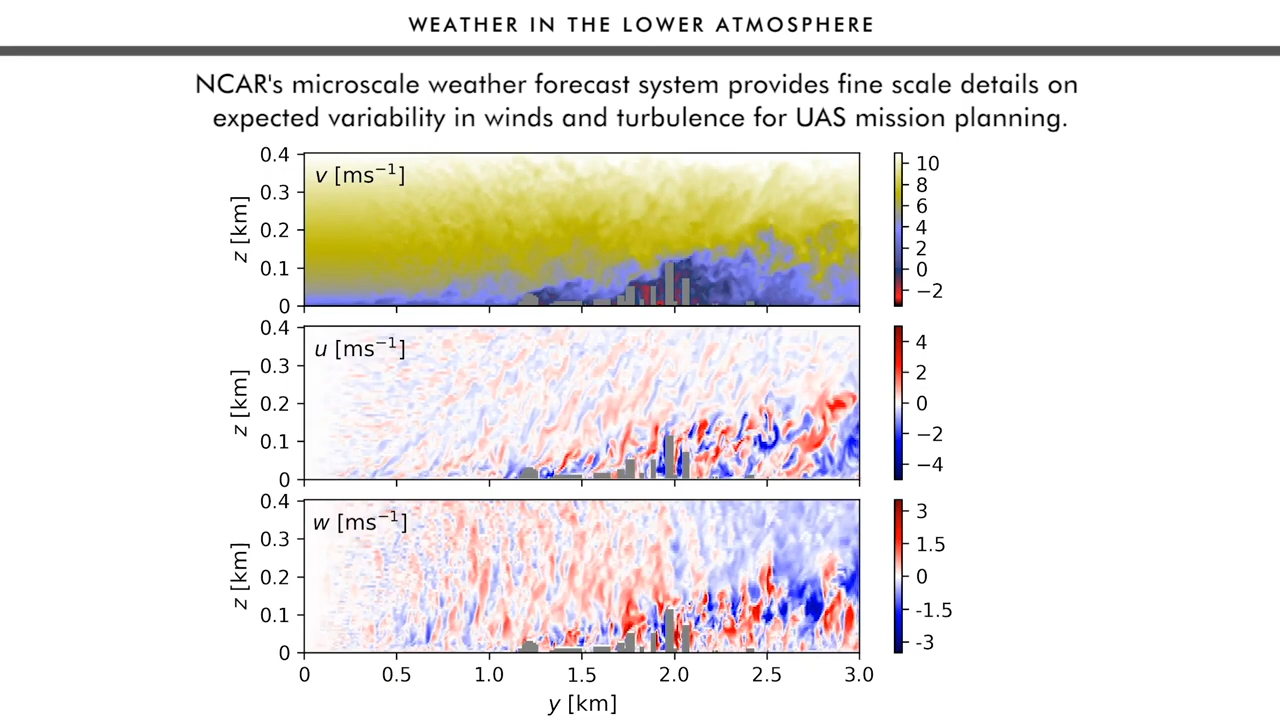 WEATHER IN THE LOWER ATMOSPHERE
NCAR's microscale weather forecast system provides fine scale details on
expected variability in winds and turbulence for UAS mission planning.
v [ms⁻¹]
z [km]
0.4
0.3
0.2
0.1
0
10
8
6
4
2
0
−2
u [ms⁻¹]
z [km]
0.4
0.3
0.2
0.1
0
4
2
0
−2
−4
w [ms⁻¹]
z [km]
0.4
0.3
0.2
0.1
0
3
1.5
0
-1.5
-3
0 0.5 1.0 1.5 2.0 2.5 3.0
y [km]